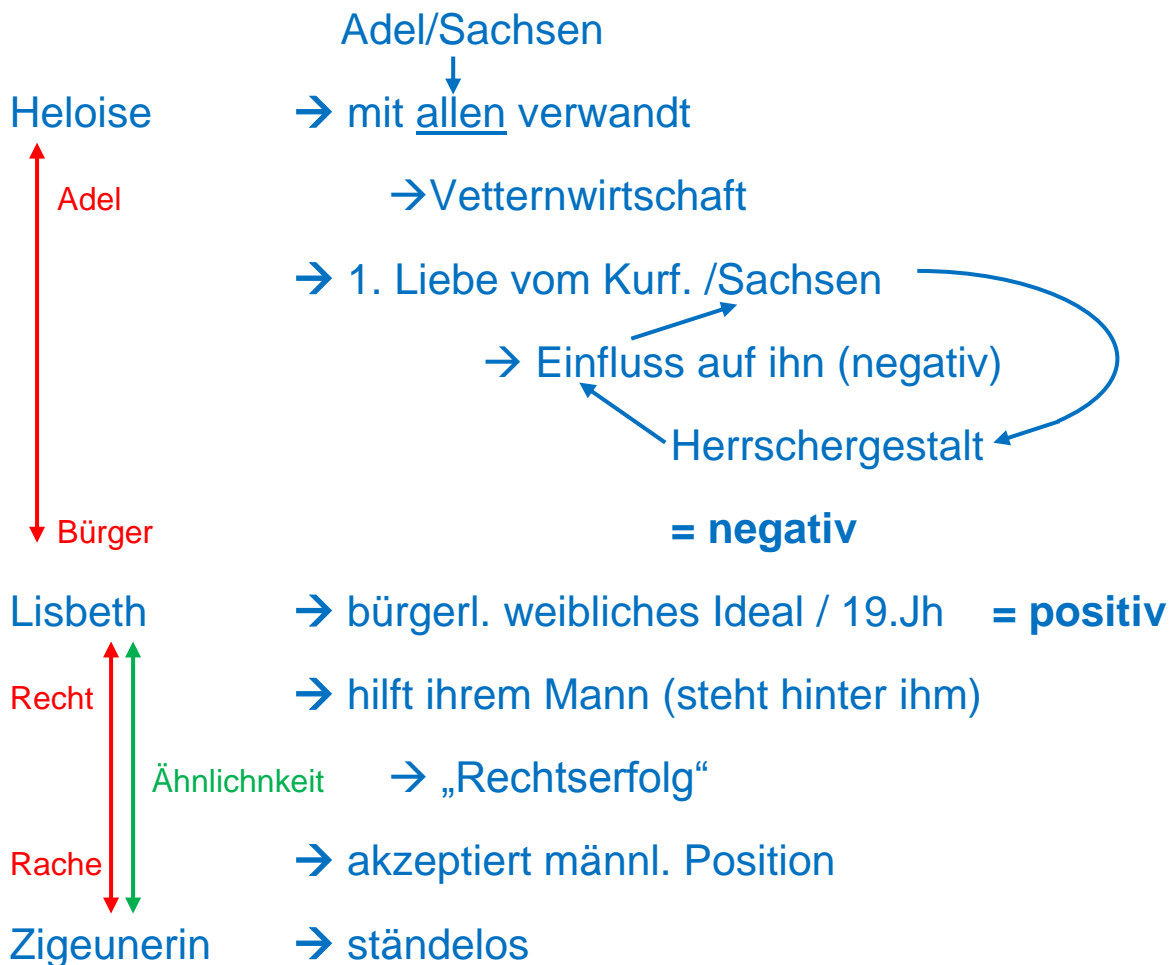 Adel/Sachsen
Heloise → mit allen verwandt
Adel →Vetternwirtschaft
→ 1. Liebe vom Kurf. /Sachsen
→ Einfluss auf ihn (negativ)
Herrschergestalt
Bürger = negativ
Lisbeth → bürgerl. weibliches Ideal / 19.Jh = positiv
Recht → hilft ihrem Mann (steht hinter ihm)
Ähnlichnkeit → „Rechtserfolg“
Rache → akzeptiert männl. Position
Zigeunerin → ständelos